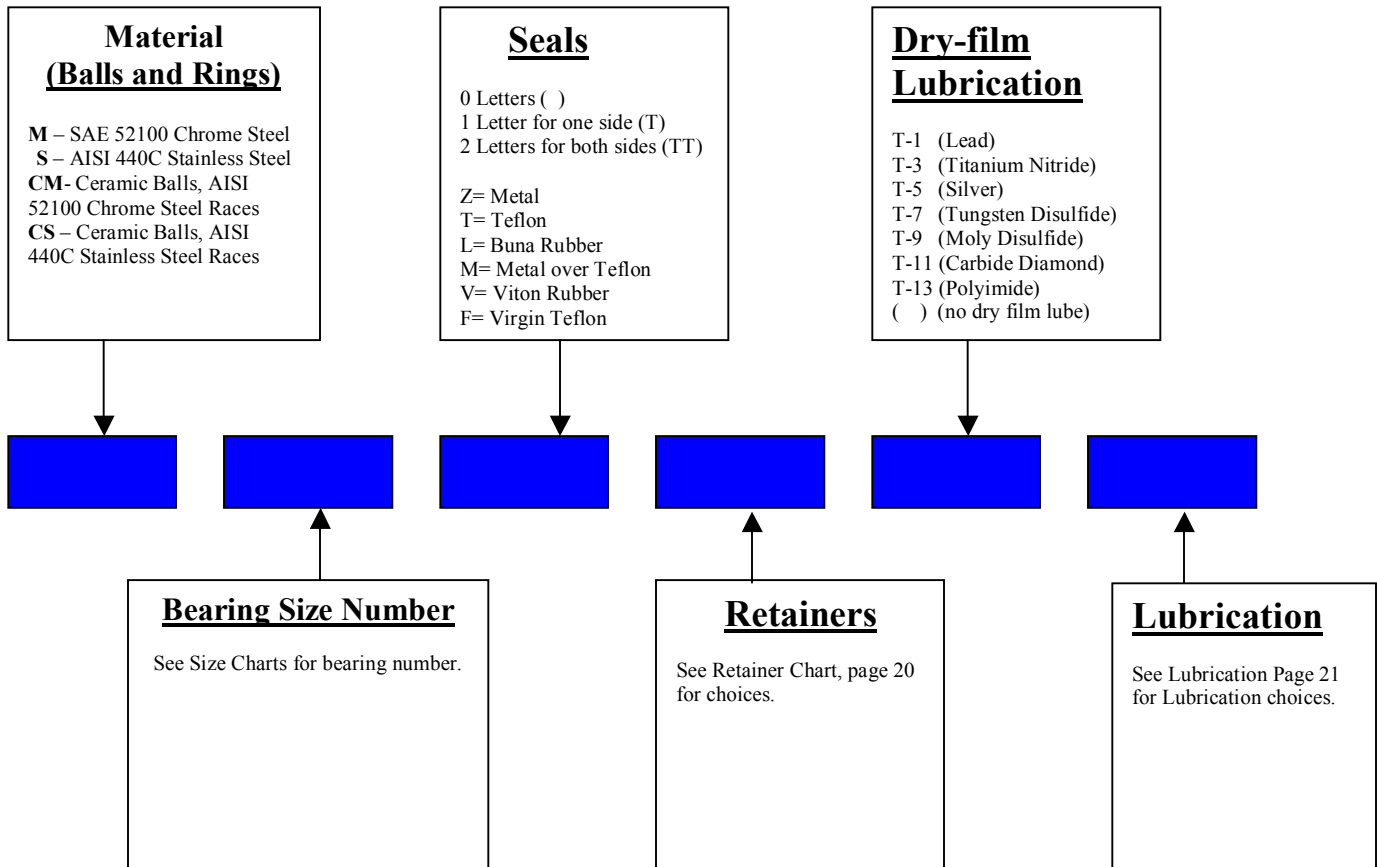 Material
(Balls and Rings)
M – SAE 52100 Chrome Steel
S – AISI 440C Stainless Steel
CM- Ceramic Balls, AISI
52100 Chrome Steel Races
CS – Ceramic Balls, AISI
440C Stainless Steel Races
Seals
0 Letters ( )
1 Letter for one side (T)
2 Letters for both sides (TT)
Z= Metal
T= Teflon
L= Buna Rubber
M= Metal over Teflon
V= Viton Rubber
F= Virgin Teflon
Dry-film
Lubrication
T-1 (Lead)
T-3 (Titanium Nitride)
T-5 (Silver)
T-7 (Tungsten Disulfide)
T-9 (Moly Disulfide)
T-11 (Carbide Diamond)
T-13 (Polyimide)
( ) (no dry film lube)
Bearing Size Number
See Size Charts for bearing number.
Retainers
See Retainer Chart, page 20
for choices.
Lubrication
See Lubrication Page 21
for Lubrication choices.